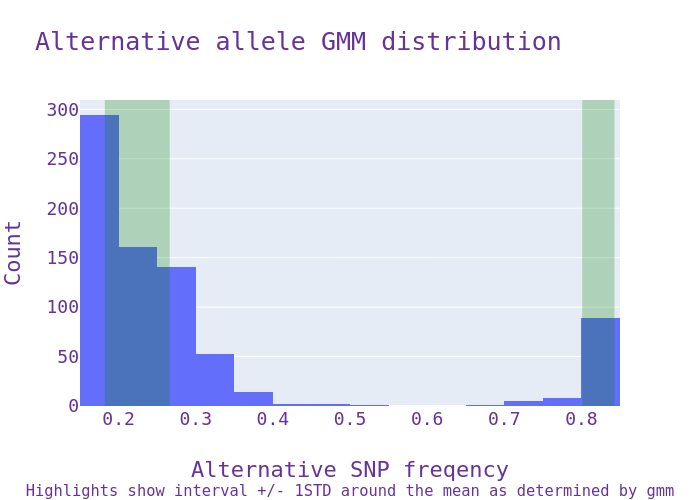 Alternative allele GMM distribution
300
250
200
150
100
50
0
Count
0.2 0.3 0.4 0.5 0.6 0.7 0.8
Alternative SNP freqency
Highlights show interval +/- 1STD around the mean as determined by gmm